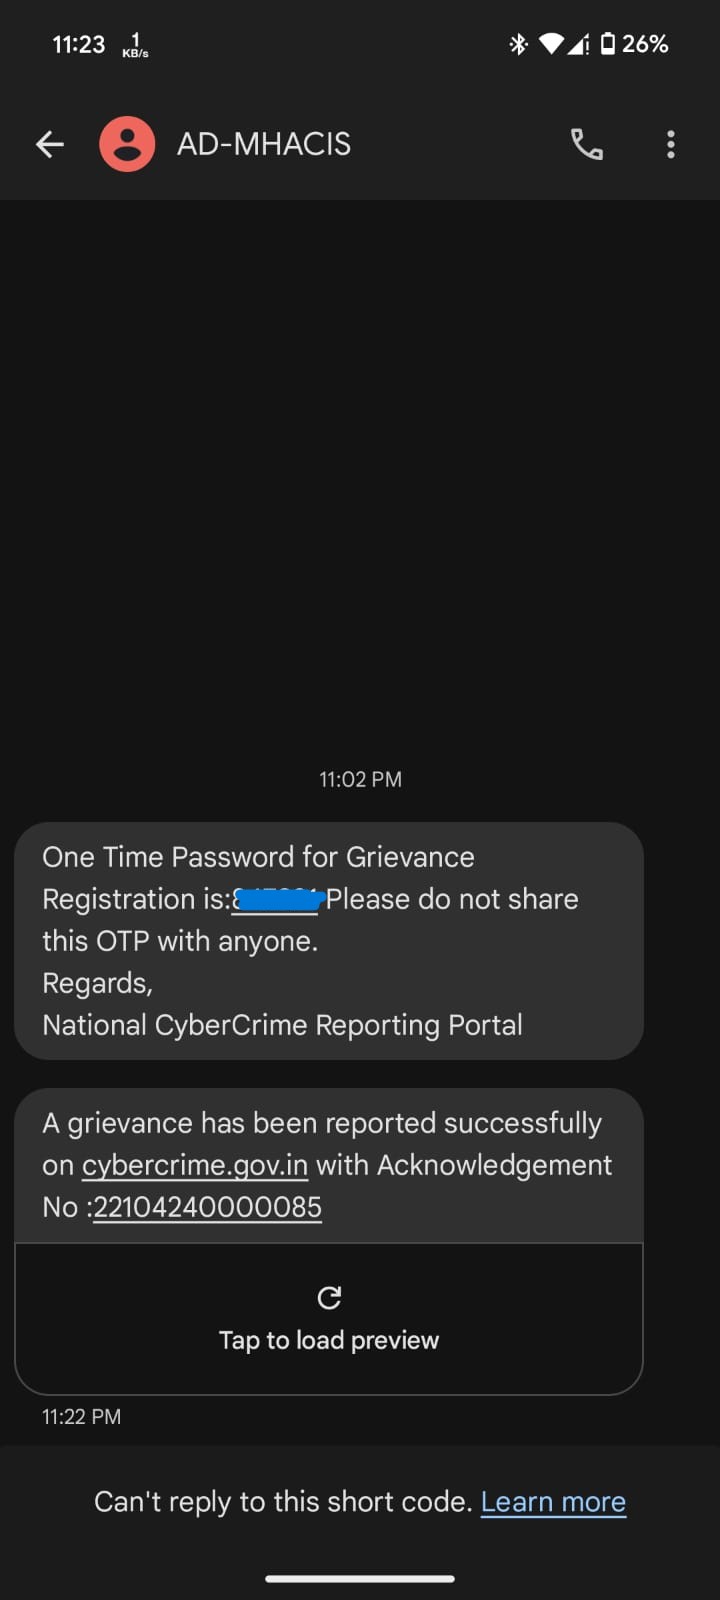 11:23 1 KB/s 26%
AD-MHACIS
11:02 PM
One Time Password for Grievance
Registration is: Please do not share
this OTP with anyone.
Regards,
National CyberCrime Reporting Portal
A grievance has been reported successfully
on cybercrime.gov.in with Acknowledgement
No :22104240000085
Tap to load preview
11:22 PM
Can't reply to this short code. Learn more